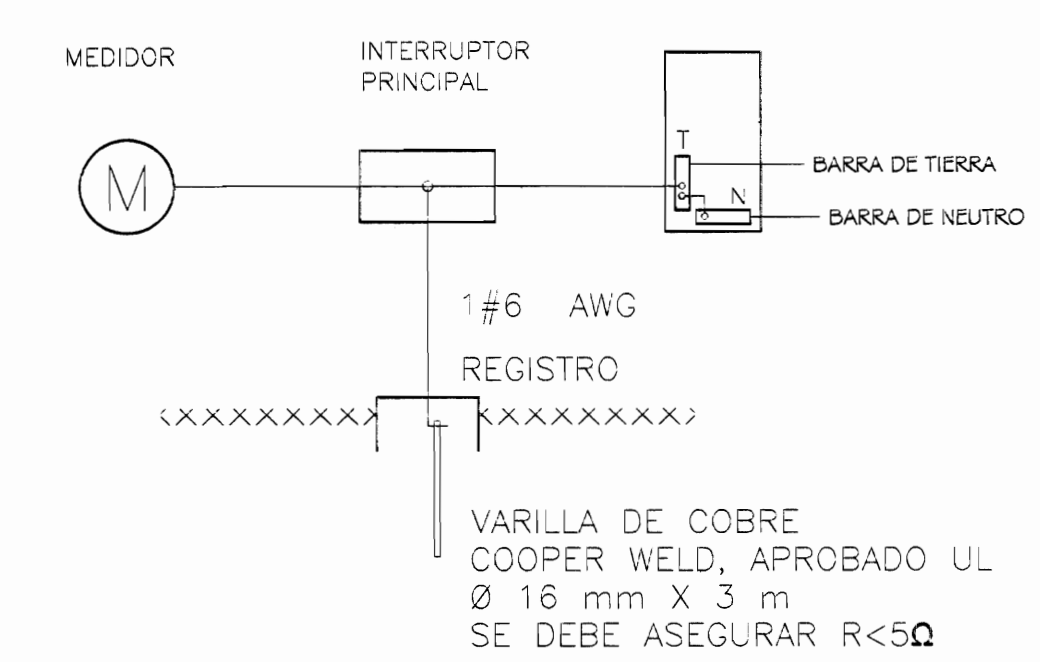 MEDIDOR
INTERRUPTOR
PRINCIPAL
M
T
BARRA DE TIERRA
N
BARRA DE NEUTRO
1#6 AWG
REGISTRO
VARILLA DE COBRE
COOPER WELD, APROBADO UL
Ø 16 mm X 3 m
SE DEBE ASEGURAR R<5Ω